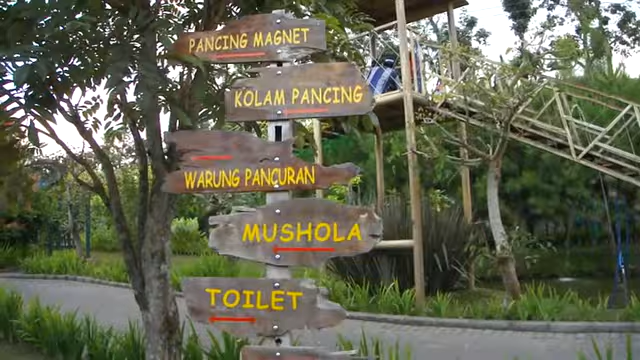 PANCING MAGNET
KOLAM PANCING
WARUNG PANCURAN
MUSHOLA
TOILET